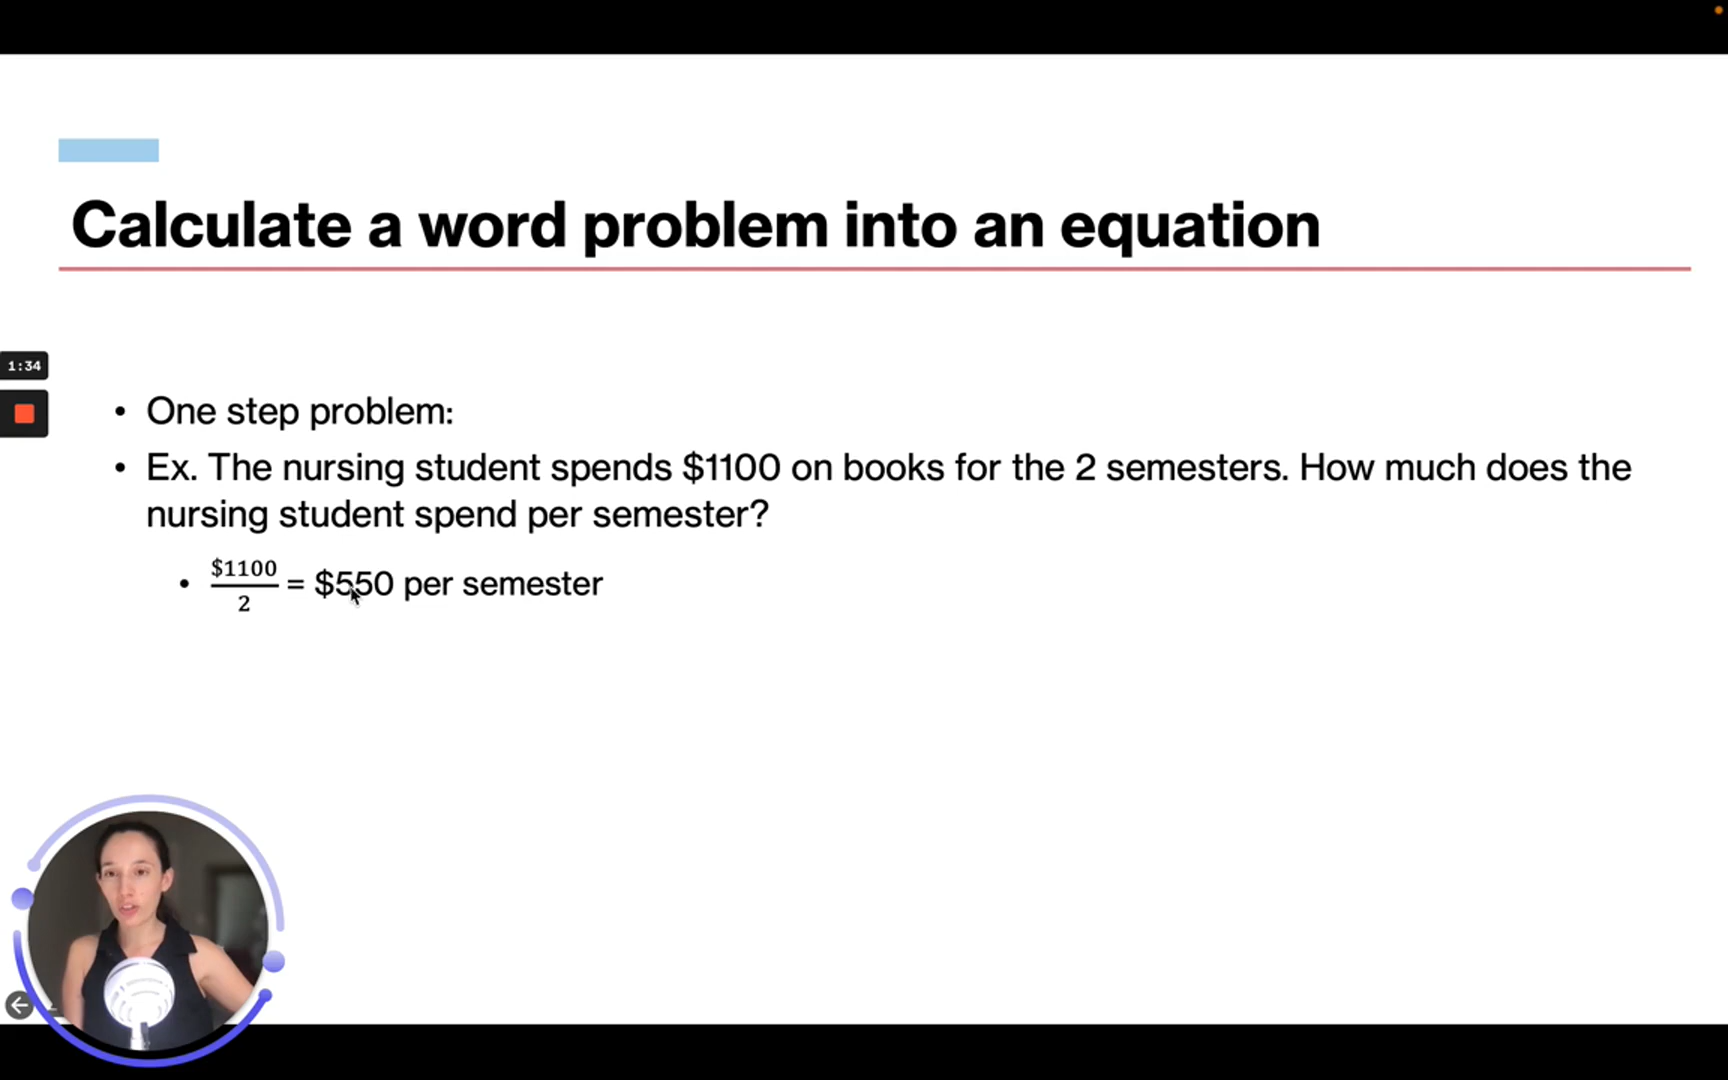 Calculate a word problem into an equation
1:34
• One step problem:
• Ex. The nursing student spends $1100 on books for the 2 semesters. How much does the
nursing student spend per semester?
• $1100/2 = $550 per semester